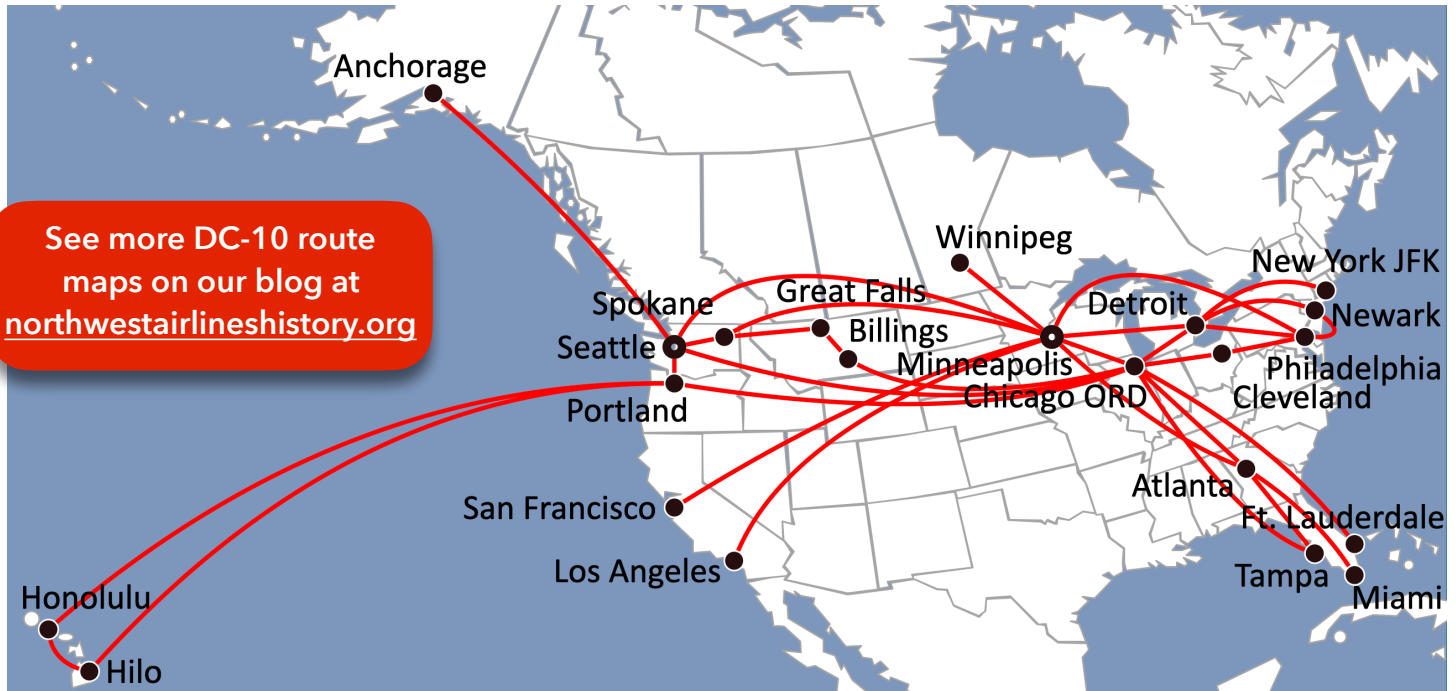 Anchorage
See more DC-10 route
maps on our blog at
northwestairlineshistory.org
Winnipeg
New York JFK
Spokane
Great Falls
Detroit
Newark
Billings
Seattle
Minneapolis
Philadelphia
Chicago ORD
Cleveland
Portland
Atlanta
San Francisco
Ft. Lauderdale
Los Angeles
Tampa
Miami
Honolulu
Hilo